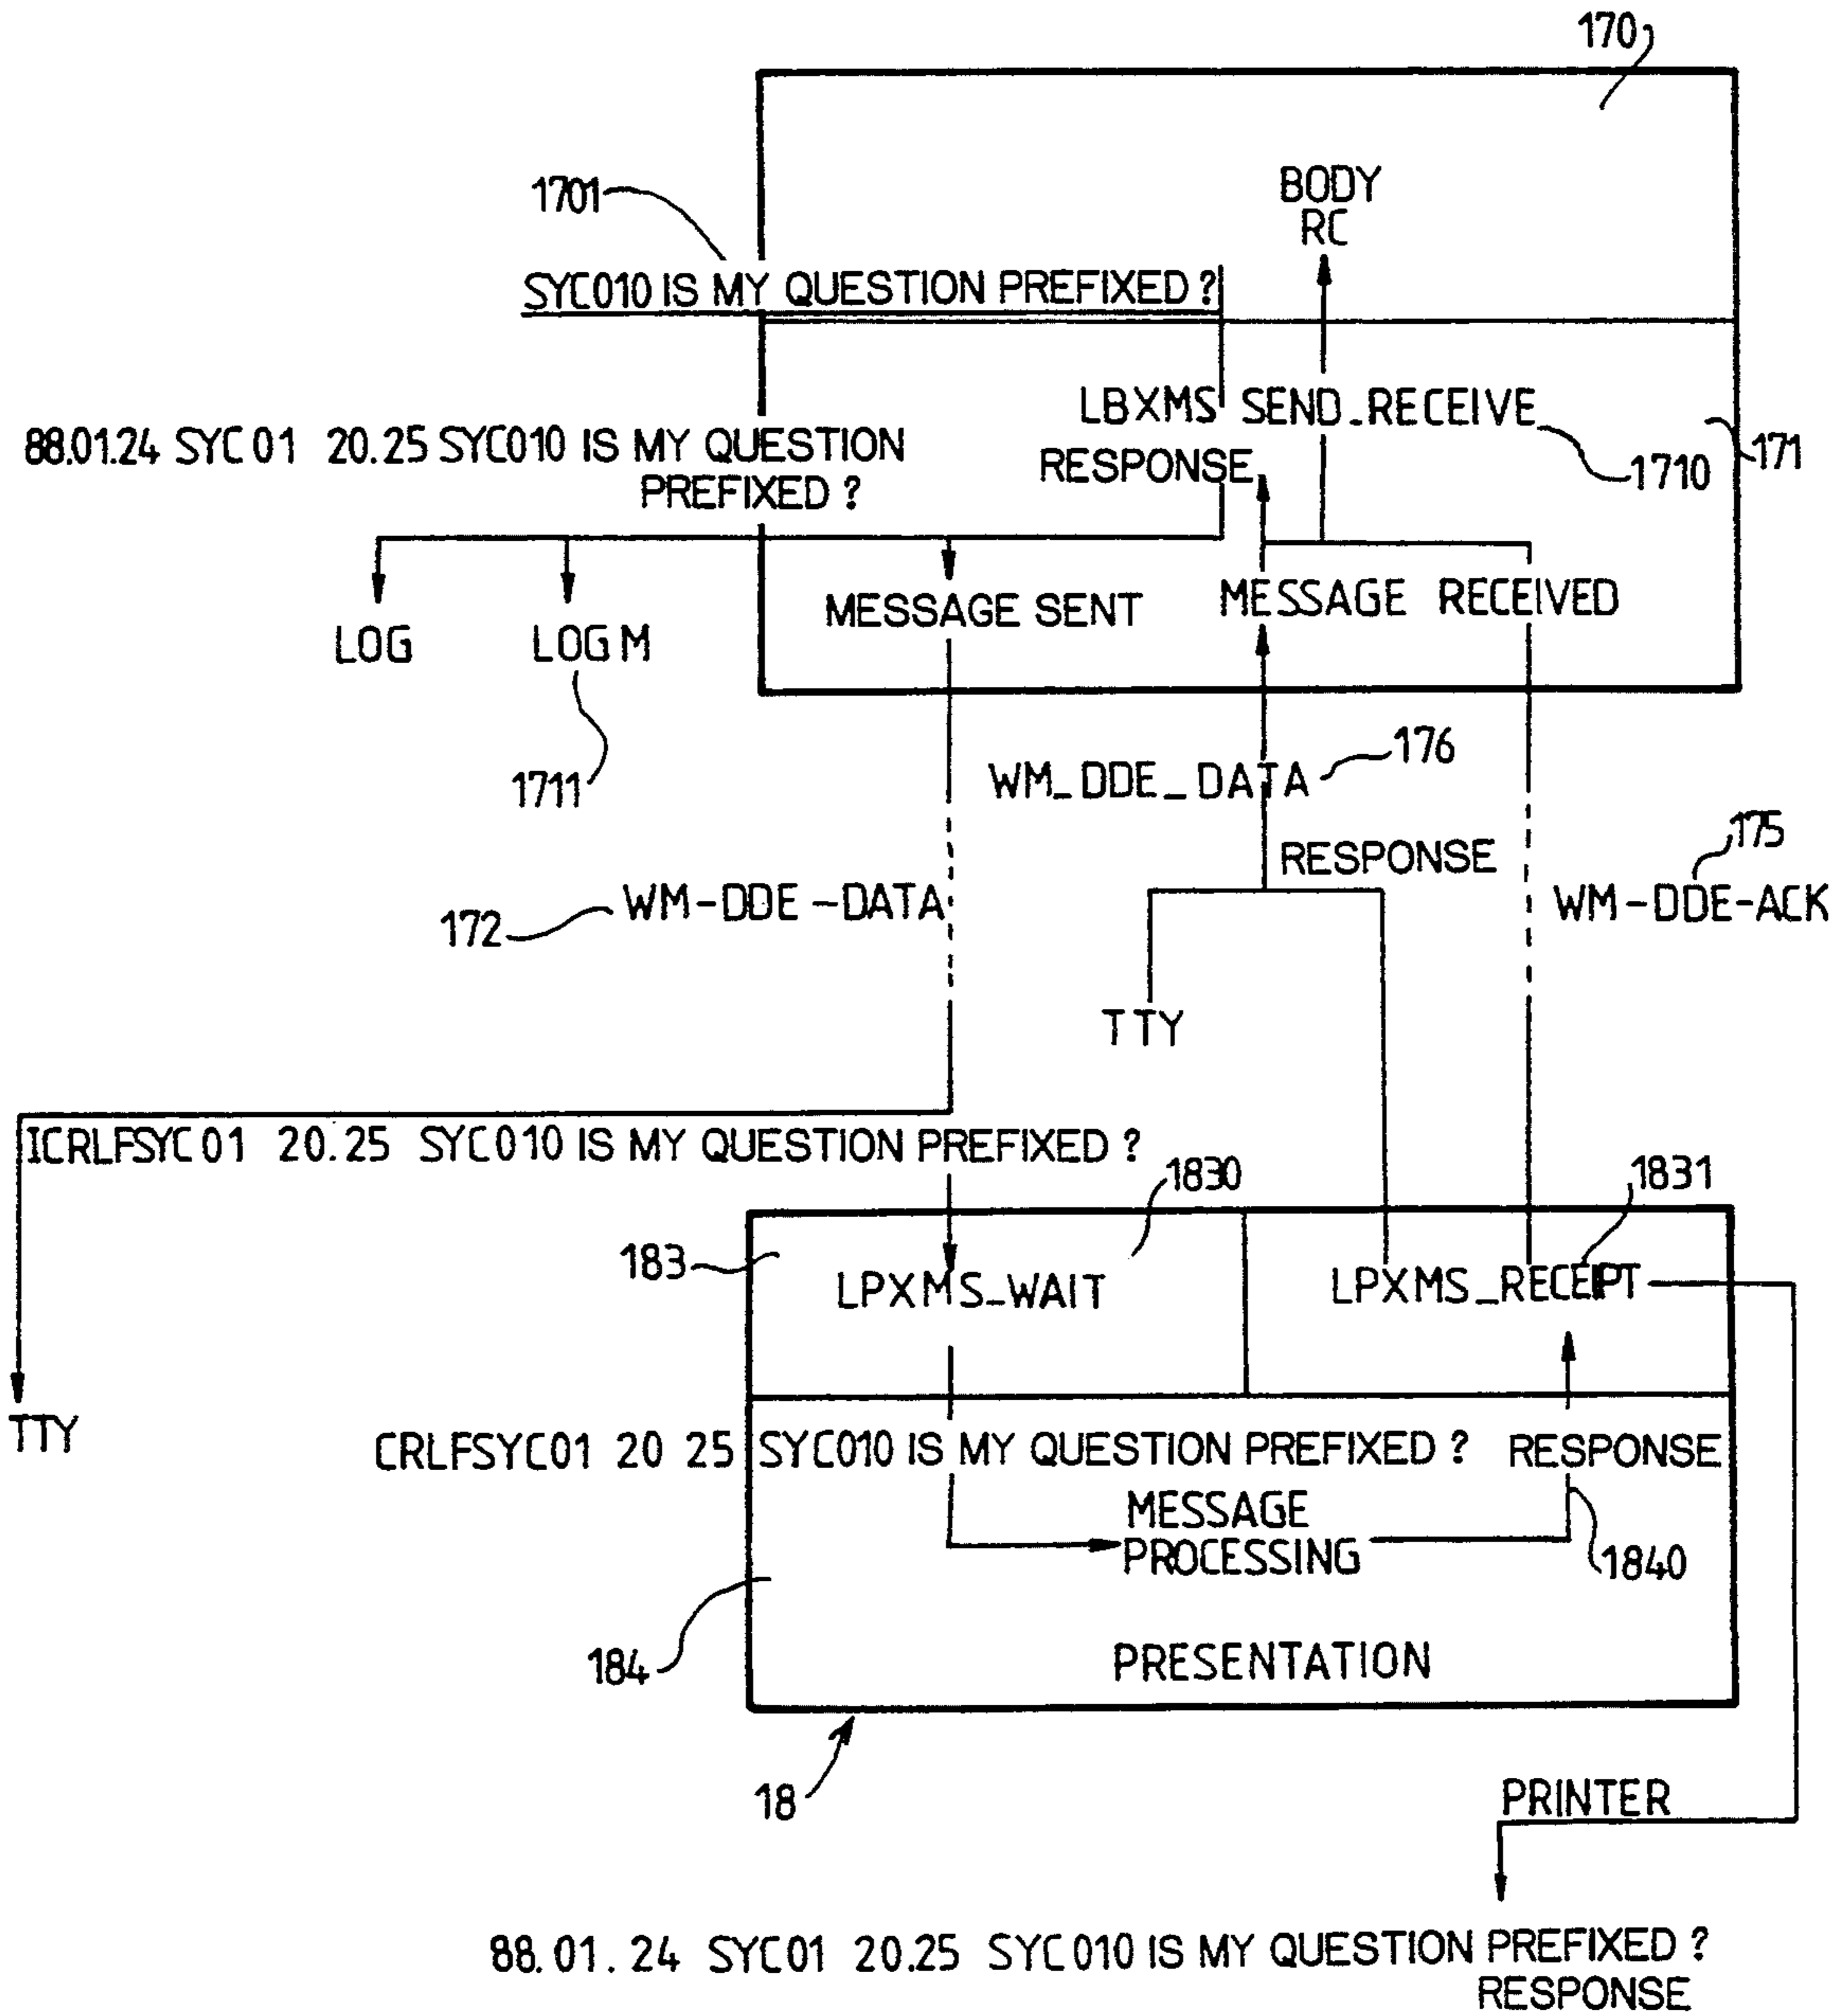 170
1701
BODY
RC
SYC010 IS MY QUESTION PREFIXED ?
LBXMS SEND_RECEIVE
88.01.24 SYC 01 20.25 SYC010 IS MY QUESTION
PREFIXED ?
RESPONSE
1710
171
LOG
LOG M
MESSAGE SENT
MESSAGE RECEIVED
1711
WM_DDE_DATA
176
RESPONSE
175
172
WM-DDE-DATA
WM-DDE-ACK
TTY
ICRLFSYC 01 20.25 SYC010 IS MY QUESTION PREFIXED ?
1830
1831
183
LPXMS_WAIT
LPXMS_RECEIPT
TTY
CRLFSYC01 20 25 SYC010 IS MY QUESTION PREFIXED ? RESPONSE
MESSAGE
PROCESSING
1840
184
PRESENTATION
18
PRINTER
88.01.24 SYC01 20.25 SYC010 IS MY QUESTION PREFIXED ?
RESPONSE